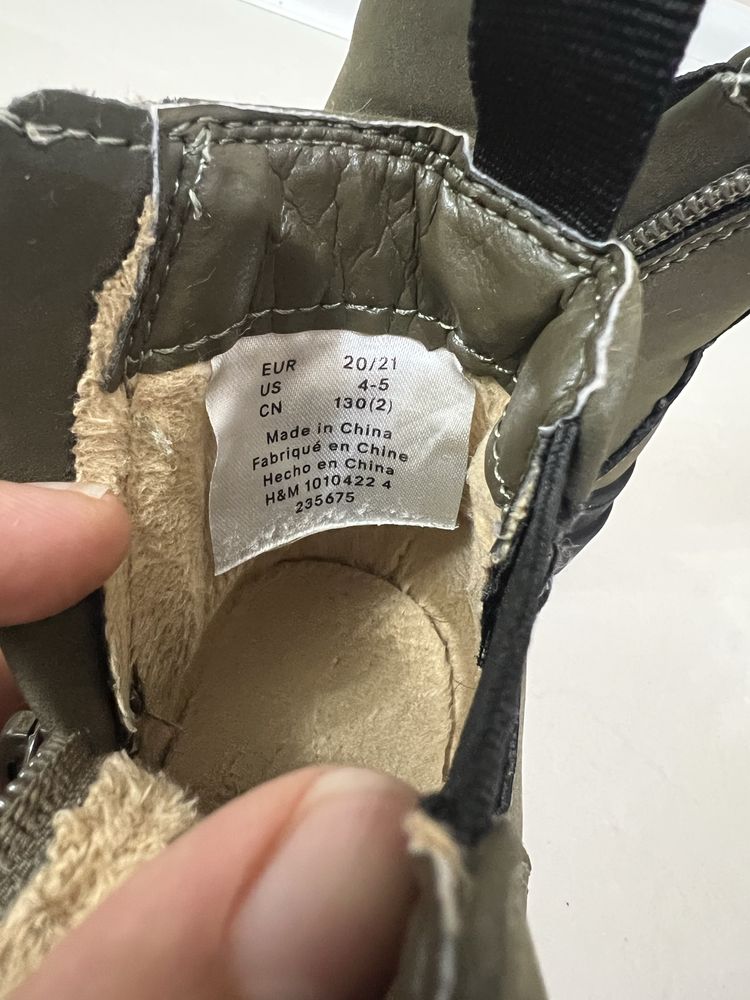 EUR 20/21
US 4-5
CN 130(2)
Made in China
Fabriqué en Chine
Hecho en China
H&M 1010422 4
235675